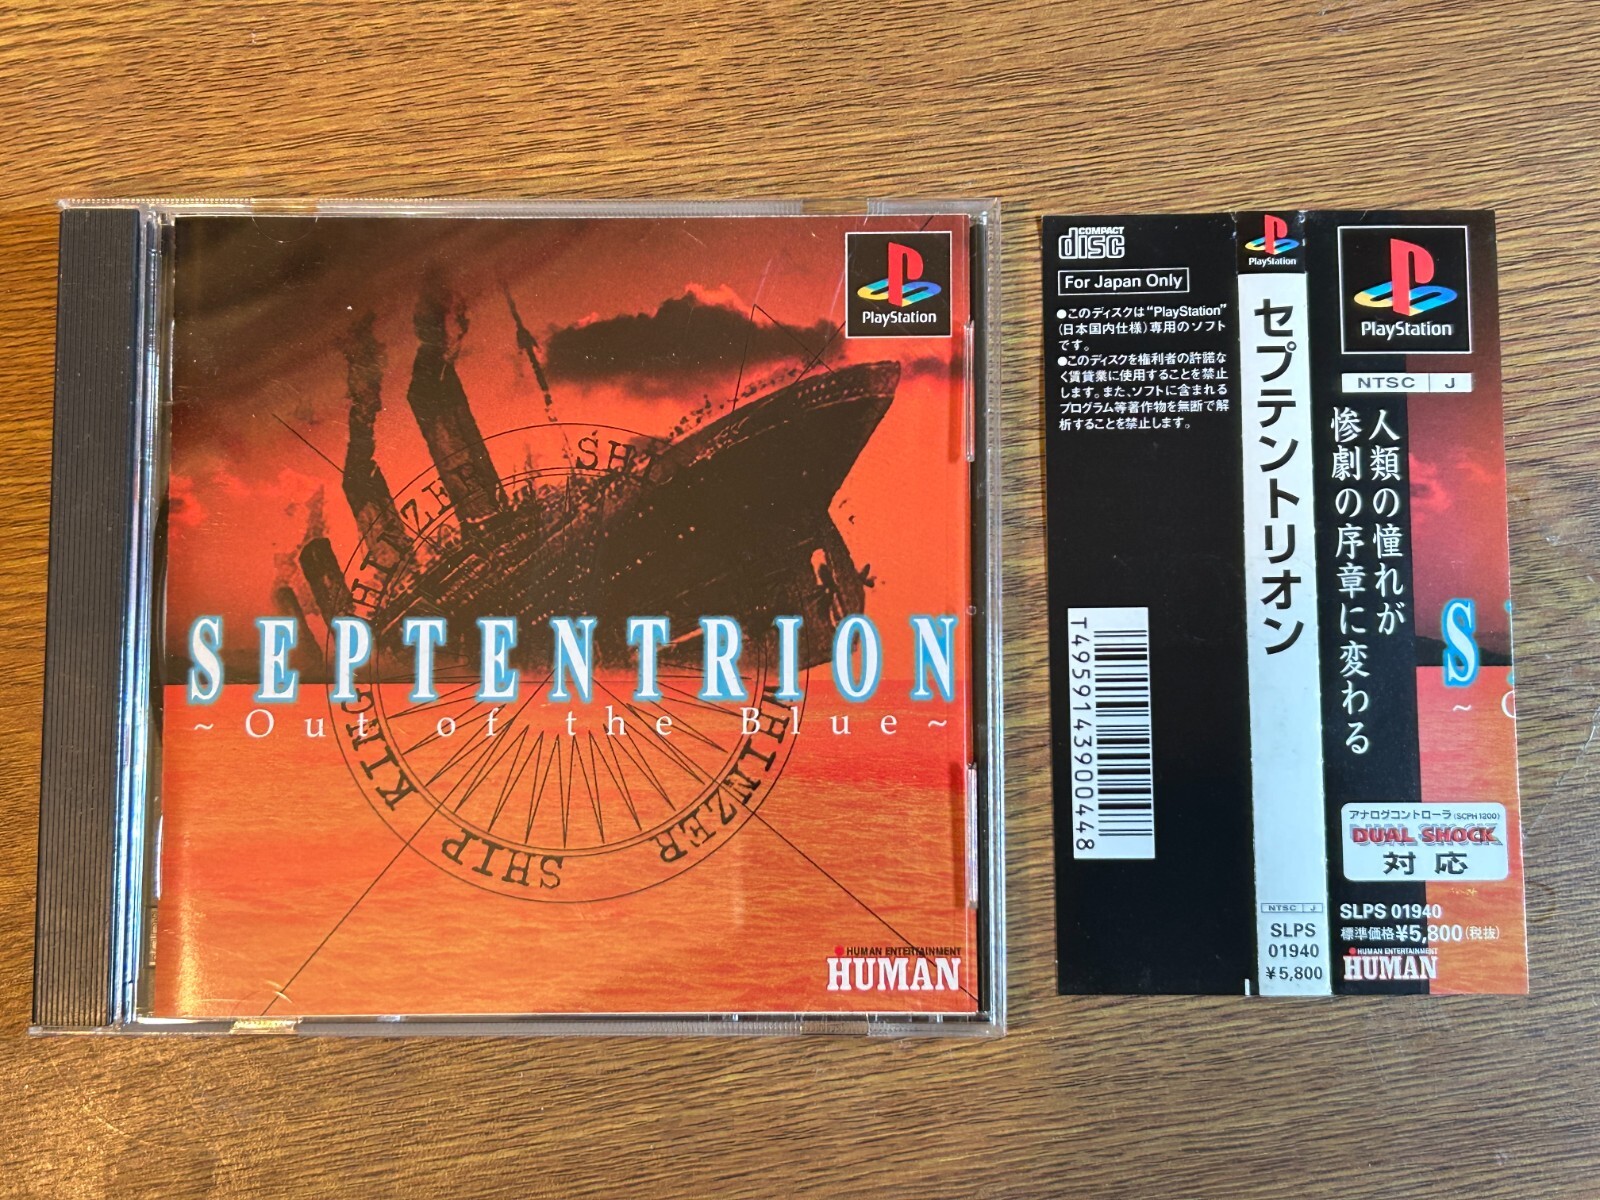 PlayStation
SHI
SHINZER
SEPTENTRION
~Out of the Blue~
KING
SHINZER
SHIP
HUMAN ENTERTAINMENT
HUMAN
COMPACT
disc
For Japan Only
●このディスクは“PlayStation”
(日本国内仕様)専用のソフト
です。
●このディスクを権利者の許諾な
く賃貸業に使用することを禁止
します。また、ソフトに含まれる
プログラム等著作物を無断で解
析することを禁止します。
T4959143900448
PlayStation
セプテントリオン
NTSC J
SLPS
01940
¥5,800
PlayStation
NTSC J
人類の憧れが
惨劇の序章に変わる
S
~
アナログコントローラ(SCPH1200)
DUAL SHOCK
対応
SLPS 01940
標準価格¥5,800(税抜)
HUMAN ENTERTAINMENT
HUMAN